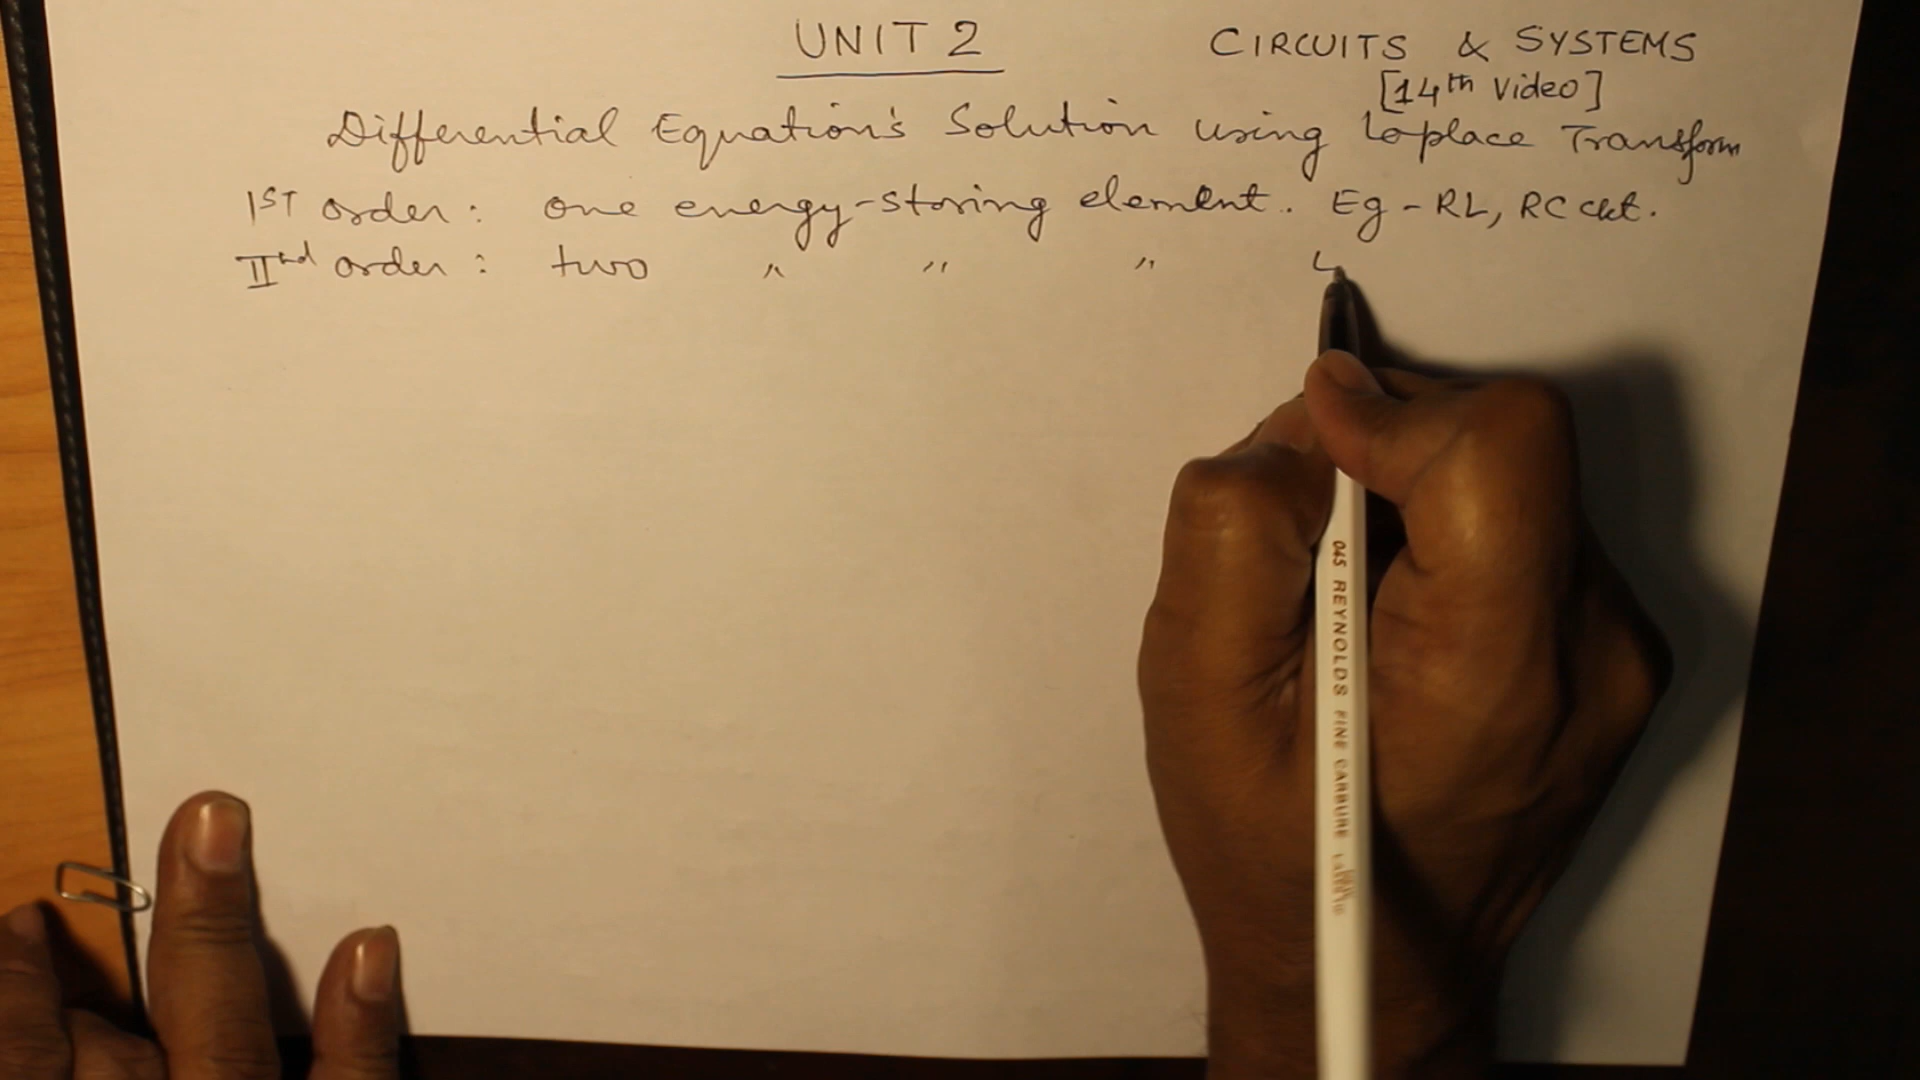 UNIT 2
CIRCUITS & SYSTEMS
[14th Video]
Differential Equation's Solution using Laplace Transform
1ST order: one energy-storing element. Eg - RL, RC ckt.
IInd order: two " " "
045 REYNOLDS FINE CARBURE